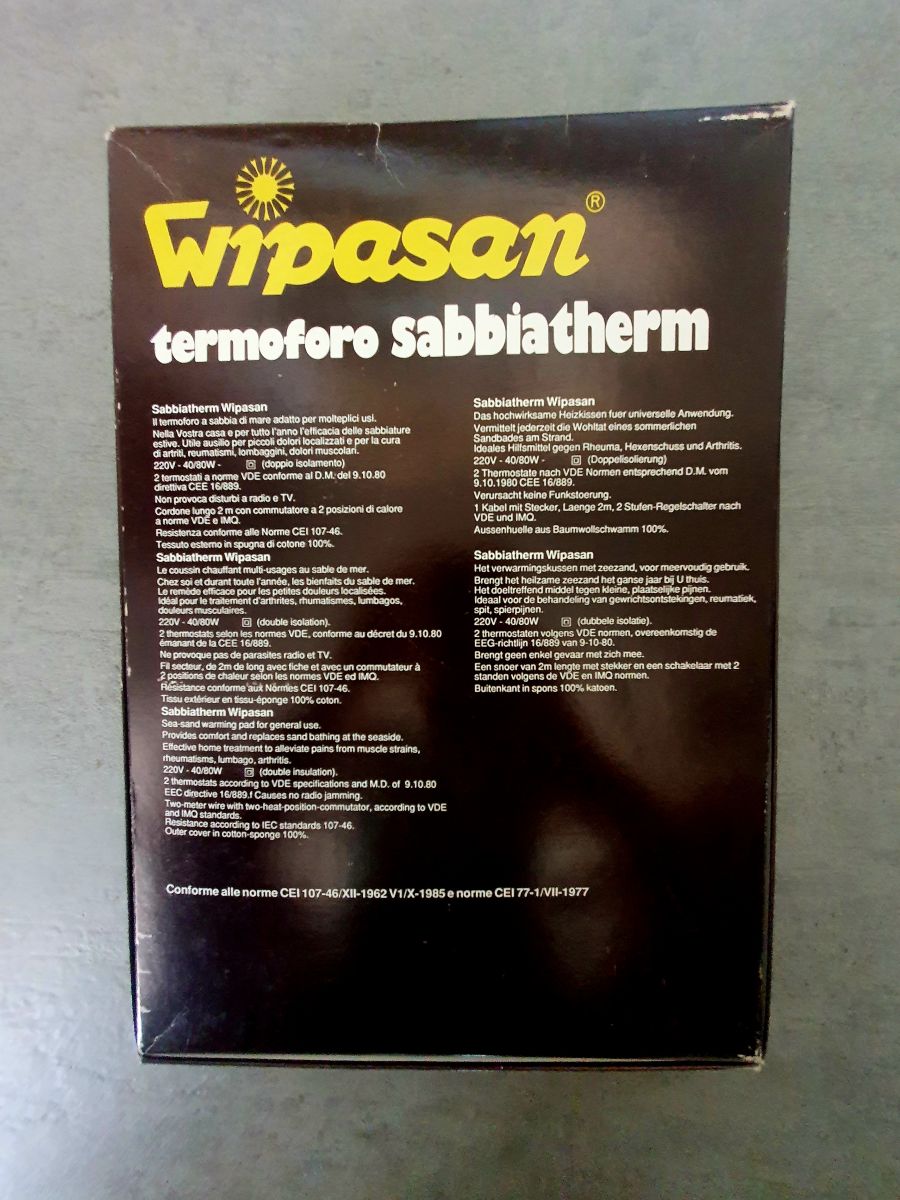 Wipasan®
termoforo sabbiatherm
Sabbiatherm Wipasan
Il termoforo a sabbia di mare adatto per molteplici usi.
Nella Vostra casa e per tutto l'anno l'efficacia delle sabbiature
estive. Utile ausilio per piccoli dolori localizzati e per la cura
di artriti, reumatismi, lombaggini, dolori muscolari.
220V - 40/80W - (doppio isolamento)
2 termostati a norme VDE conforme al D.M. del 9.10.80
direttiva CEE 16/889.
Non provoca disturbi a radio e TV.
Cordone lungo 2 m con commutatore a 2 posizioni di calore
a norme VDE e IMQ.
Resistenza conforme alle Norme CEI 107-46.
Tessuto esterno in spugna di cotone 100%.
Sabbiatherm Wipasan
Le coussin chauffant multi-usages au sable de mer.
Chez soi et durant toute l'année, les bienfaits du sable de mer.
Le remède efficace pour les petites douleurs localisées.
Idéal pour le traitement d'arthrites, rhumatismes, lumbagos,
douleurs musculaires.
220V - 40/80W (double isolation).
2 thermostats selon les normes VDE, conforme au décret du 9.10.80
émanant de la CEE 16/889.
Ne provoque pas de parasites radio et TV.
Fil secteur, de 2m de long avec fiche et avec un commutateur à
2 positions de chaleur selon les normes VDE ed IMQ.
Résistance conforme aux Normes CEI 107-46.
Tissu extérieur en tissu-éponge 100% coton.
Sabbiatherm Wipasan
Sea-sand warming pad for general use.
Provides comfort and replaces sand bathing at the seaside.
Effective home treatment to alleviate pains from muscle strains,
rheumatisms, lumbago, arthritis.
220V - 40/80W (double insulation).
2 thermostats according to VDE specifications and M.D. of 9.10.80
EEC directive 16/889.f Causes no radio jamming.
Two-meter wire with two-heat-position-commutator, according to VDE
and IMQ standards.
Resistance according to IEC standards 107-46.
Outer cover in cotton-sponge 100%.
Sabbiatherm Wipasan
Das hochwirksame Heizkissen fuer universelle Anwendung.
Vermittelt jederzeit die Wohltat eines sommerlichen
Sandbades am Strand.
Ideales Hilfsmittel gegen Rheuma, Hexenschuss und Arthritis.
220V - 40/80W - (Doppelisolierung)
2 Thermostate nach VDE Normen entsprechend D.M. vom
9.10.1980 CEE 16/889.
Verursacht keine Funkstoerung.
1 Kabel mit Stecker, Laenge 2m, 2 Stufen-Regelschalter nach
VDE und IMQ.
Aussenhuelle aus Baumwollschwamm 100%.
Sabbiatherm Wipasan
Het verwarmingskussen met zeezand, voor meervoudig gebruik.
Brengt het heilzame zeezand het ganse jaar bij U thuis.
Het doeltreffend middel tegen kleine, plaatselijke pijnen.
Ideaal voor de behandeling van gewrichtsontstekingen, reumatiek,
spit, spierpijnen.
220V - 40/80W (dubbele isolatie).
2 thermostaten volgens VDE normen, overeenkomstig de
EEG-richtlijn 16/889 van 9-10-80.
Brengt geen enkel gevaar met zich mee.
Een snoer van 2m lengte met stekker en een schakelaar met 2
standen volgens de VDE en IMQ normen.
Buitenkant in spons 100% katoen.
Conforme alle norme CEI 107-46/XII-1962 V1/X-1985 e norme CEI 77-1/VII-1977